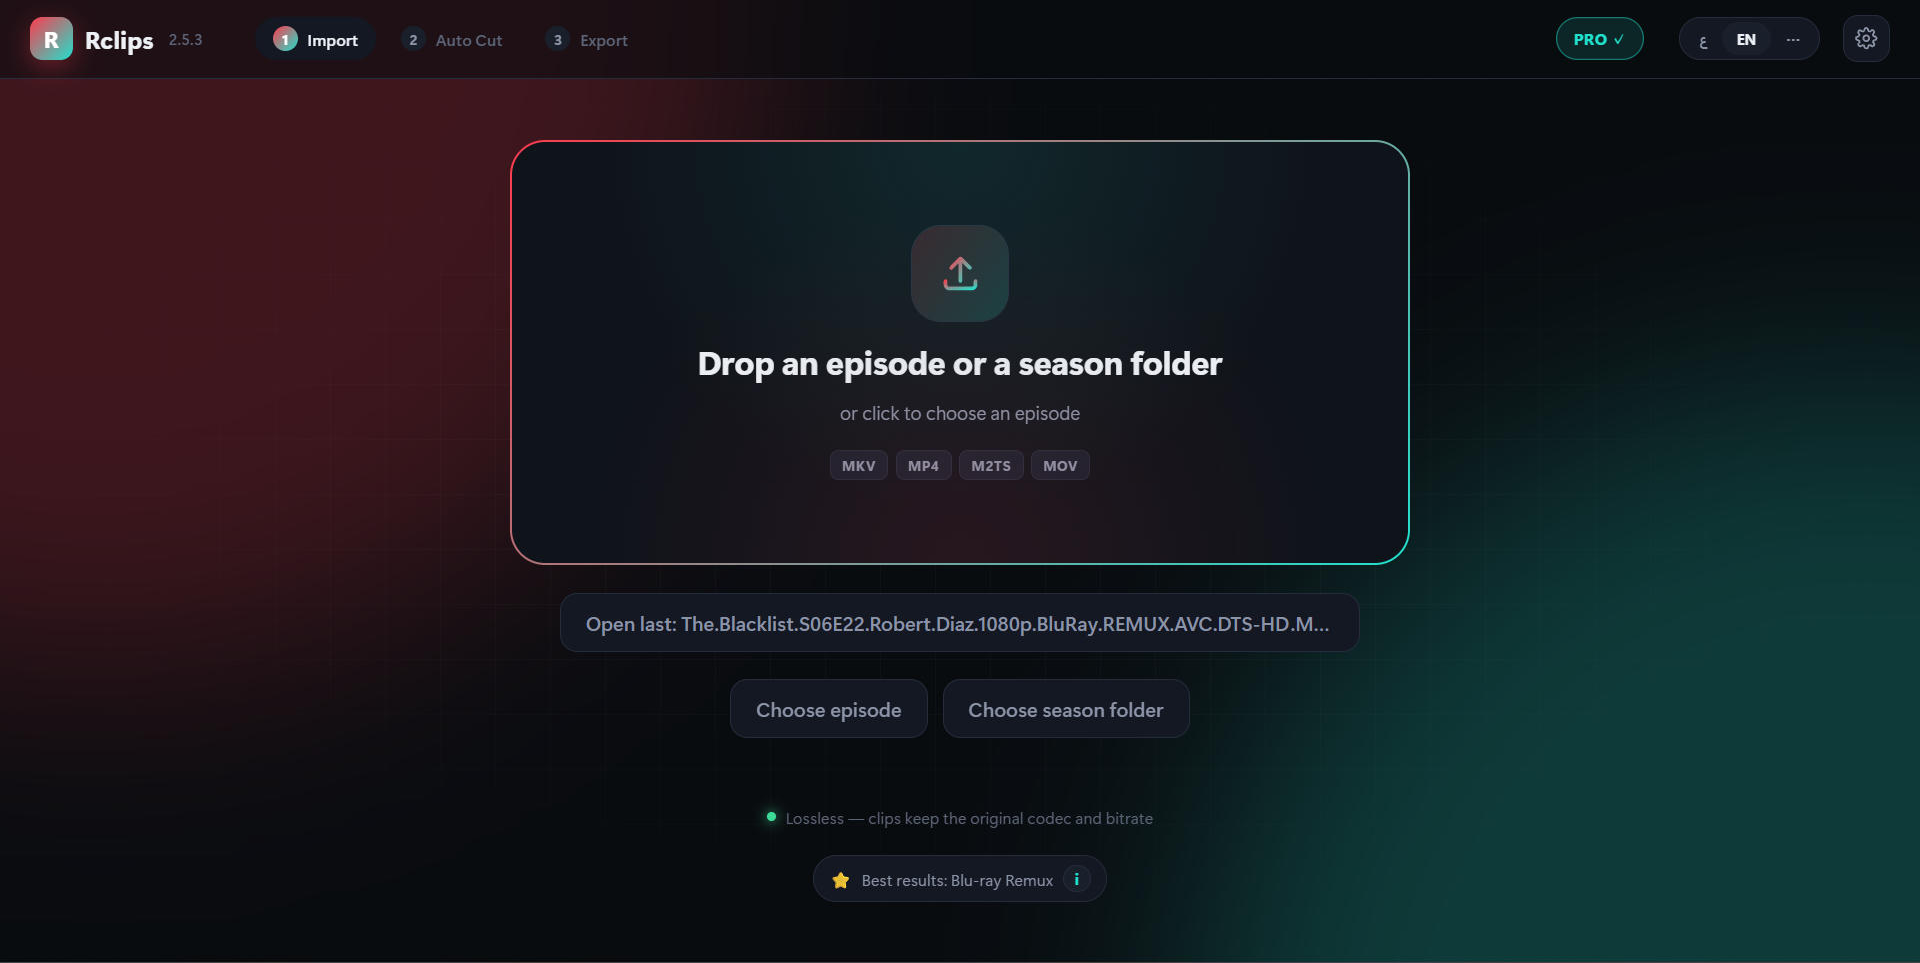 R Rclips 2.5.3 1 Import 2 Auto Cut 3 Export PRO ✓ ع EN ...
Drop an episode or a season folder
or click to choose an episode
MKV MP4 M2TS MOV
Open last: The.Blacklist.S06E22.Robert.Diaz.1080p.BluRay.REMUX.AVC.DTS-HD.M...
Choose episode Choose season folder
Lossless — clips keep the original codec and bitrate
Best results: Blu-ray Remux i